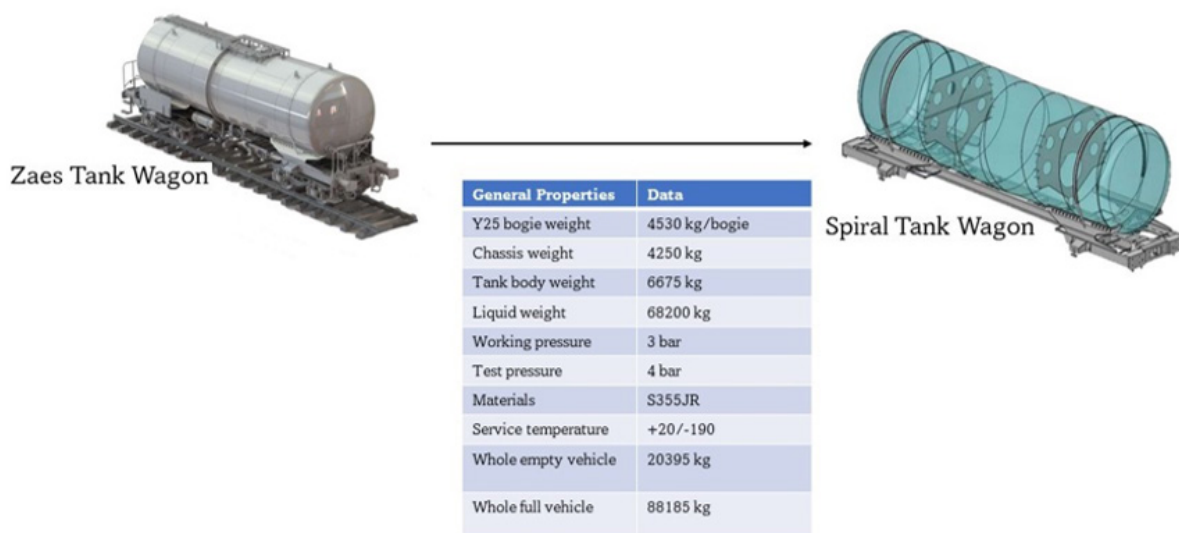 Zaes Tank Wagon
General Properties Data
Y25 bogie weight 4530 kg/bogie
Chassis weight 4250 kg
Tank body weight 6675 kg
Liquid weight 68200 kg
Working pressure 3 bar
Test pressure 4 bar
Materials S355JR
Service temperature +20/-190
Whole empty vehicle 20395 kg
Whole full vehicle 88185 kg
Spiral Tank Wagon